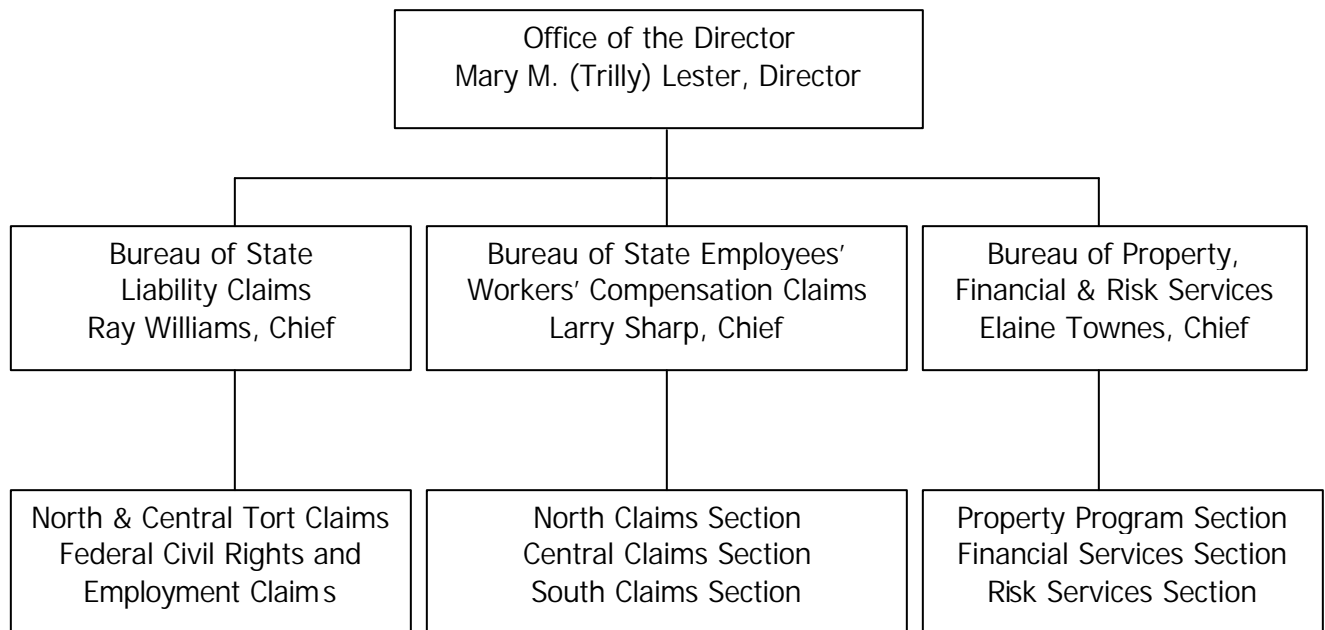 Office of the Director
Mary M. (Trilly) Lester, Director
Bureau of State
Liability Claims
Ray Williams, Chief
Bureau of State Employees’
Workers’ Compensation Claims
Larry Sharp, Chief
Bureau of Property,
Financial & Risk Services
Elaine Townes, Chief
North & Central Tort Claims
Federal Civil Rights and
Employment Claims
North Claims Section
Central Claims Section
South Claims Section
Property Program Section
Financial Services Section
Risk Services Section